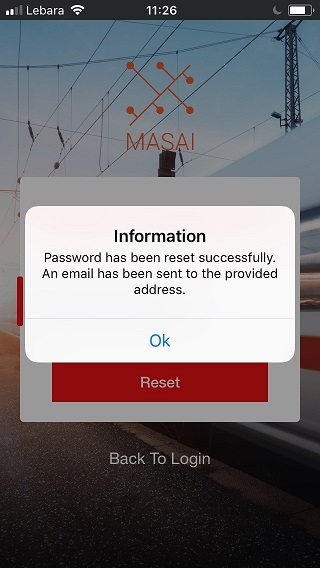 Lebara 11:26
MASAI
Information
Password has been reset successfully.
An email has been sent to the provided
address.
Ok
Reset
Back To Login